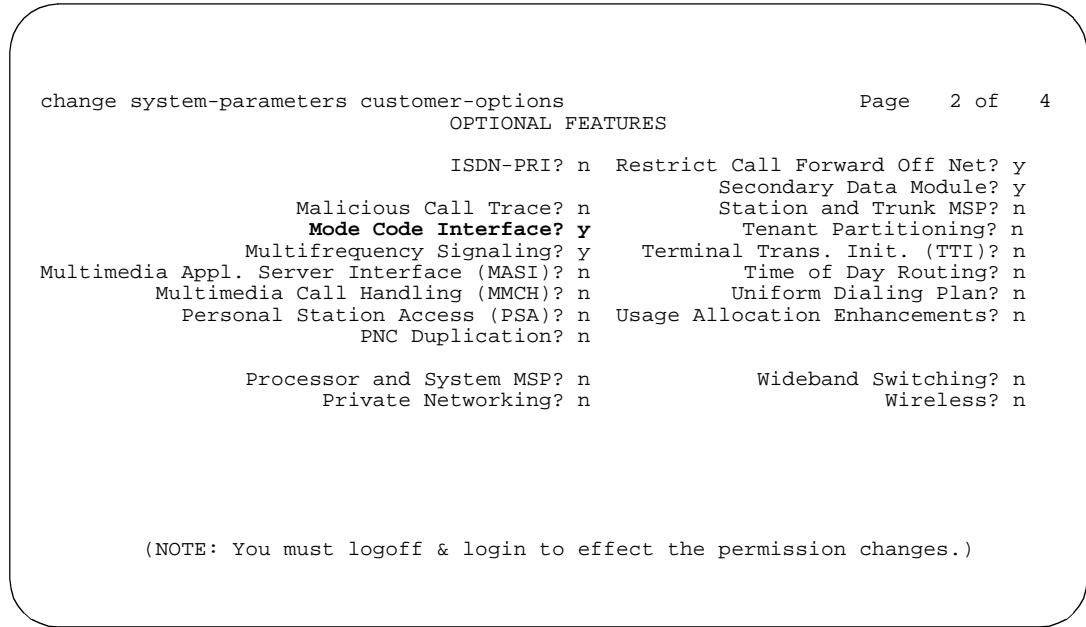 change system-parameters customer-options Page 2 of 4
OPTIONAL FEATURES
ISDN-PRI? n Restrict Call Forward Off Net? y
Secondary Data Module? y
Malicious Call Trace? n Station and Trunk MSP? n
Mode Code Interface? y Tenant Partitioning? n
Multifrequency Signaling? y Terminal Trans. Init. (TTI)? n
Multimedia Appl. Server Interface (MASI)? n Time of Day Routing? n
Multimedia Call Handling (MMCH)? n Uniform Dialing Plan? n
Personal Station Access (PSA)? n Usage Allocation Enhancements? n
PNC Duplication? n
Processor and System MSP? n Wideband Switching? n
Private Networking? n Wireless? n
(NOTE: You must logoff & login to effect the permission changes.)